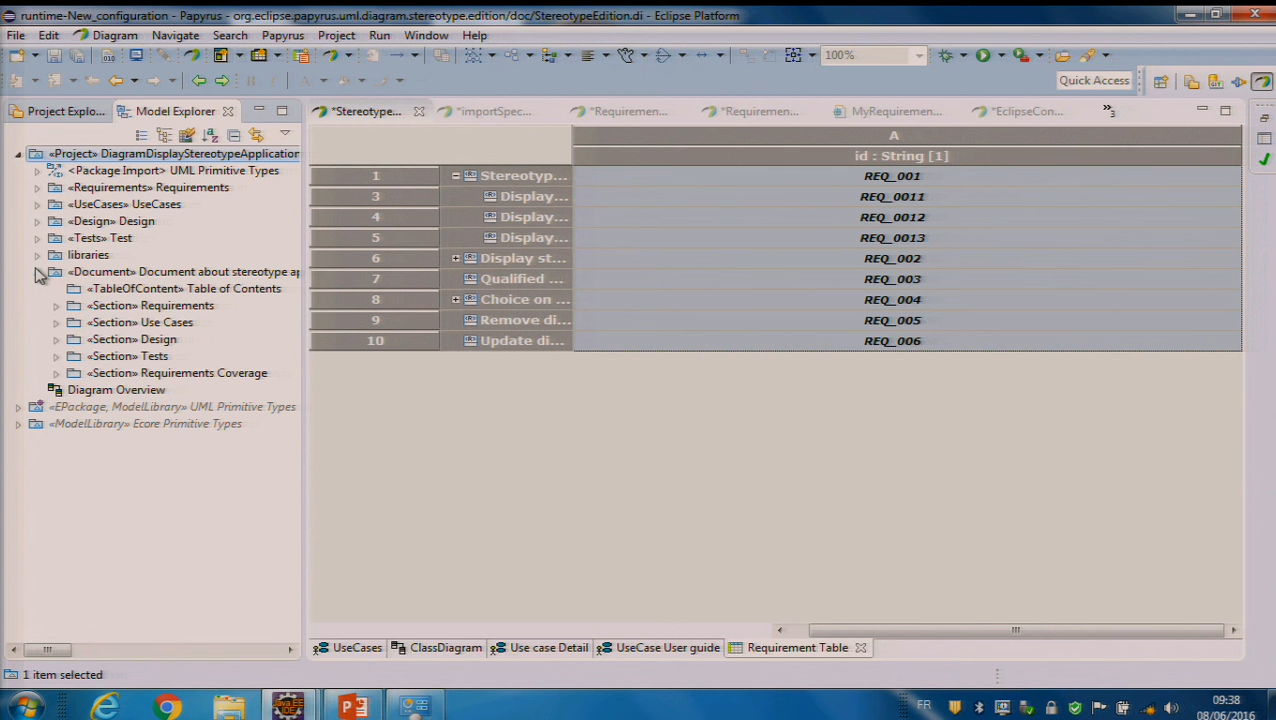 runtime-New_configuration - Papyrus - org.eclipse.papyrus.uml.diagram.stereotype.edition/doc/StereotypeEdition.di - Eclipse Platform
File Edit Diagram Navigate Search Papyrus Project Run Window Help
100%
Quick Access
Project Explo... Model Explorer
*Stereotype... *importSpec... *Requiremen... *Requiremen... MyRequiremen... *EclipseCon... »3
«Project» DiagramDisplayStereotypeApplication
«Package Import» UML Primitive Types
«Requirements» Requirements
«UseCases» UseCases
«Design» Design
«Tests» Test
libraries
«Document» Document about stereotype ap
«TableOfContent» Table of Contents
«Section» Requirements
«Section» Use Cases
«Section» Design
«Section» Tests
«Section» Requirements Coverage
Diagram Overview
«EPackage, ModelLibrary» UML Primitive Types
«ModelLibrary» Ecore Primitive Types
A
id : String [1]
1 Stereotyp... REQ_001
3 Display... REQ_0011
4 Display... REQ_0012
5 Display... REQ_0013
6 Display st... REQ_002
7 Qualified ... REQ_003
8 Choice on ... REQ_004
9 Remove di... REQ_005
10 Update di... REQ_006
UseCases ClassDiagram Use case Detail UseCase User guide Requirement Table
1 item selected
Java EE
IDE
FR
09:38
08/06/2016